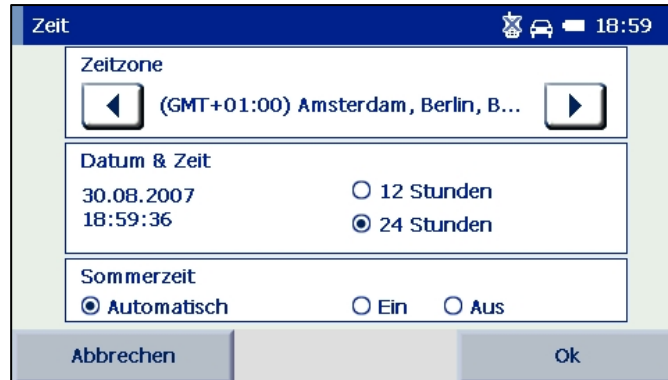 Zeit 18:59
Zeitzone
(GMT+01:00) Amsterdam, Berlin, B...
Datum & Zeit
30.08.2007
12 Stunden
18:59:36
24 Stunden
Sommerzeit
Automatisch Ein Aus
Abbrechen Ok